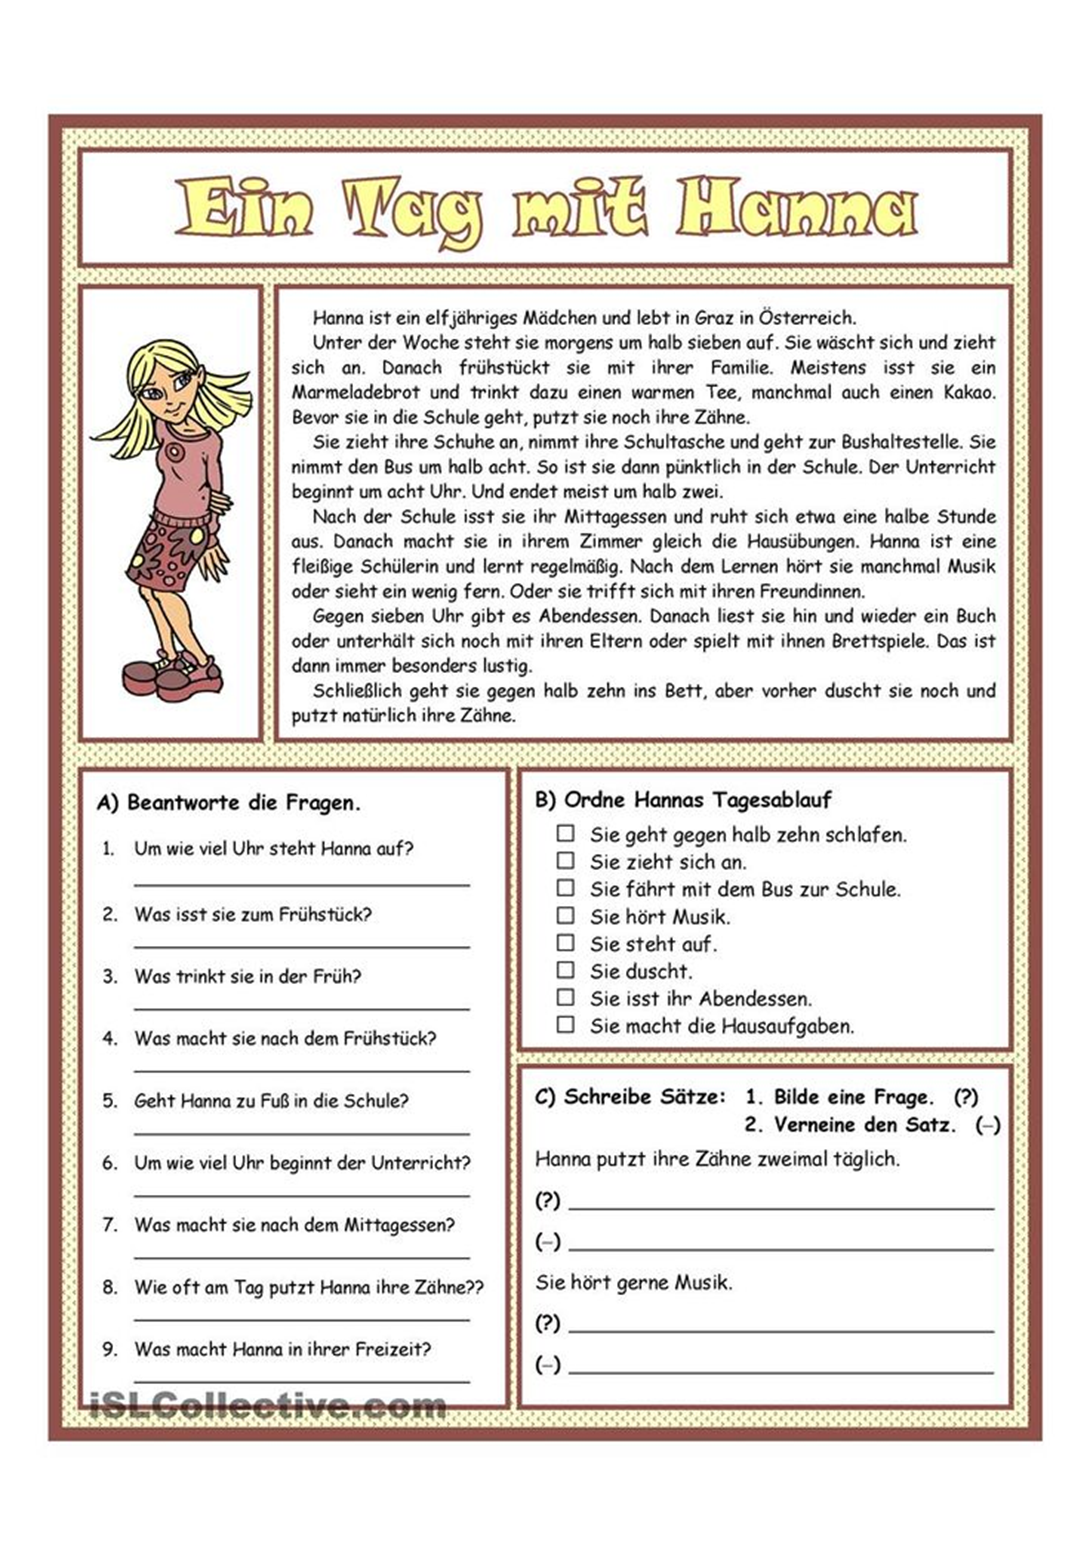 Ein Tag mit Hanna
Hanna ist ein elfjähriges Mädchen und lebt in Graz in Österreich.
Unter der Woche steht sie morgens um halb sieben auf. Sie wäscht sich und zieht
sich an. Danach frühstückt sie mit ihrer Familie. Meistens isst sie ein
Marmeladebrot und trinkt dazu einen warmen Tee, manchmal auch einen Kakao.
Bevor sie in die Schule geht, putzt sie noch ihre Zähne.
Sie zieht ihre Schuhe an, nimmt ihre Schultasche und geht zur Bushaltestelle. Sie
nimmt den Bus um halb acht. So ist sie dann pünktlich in der Schule. Der Unterricht
beginnt um acht Uhr. Und endet meist um halb zwei.
Nach der Schule isst sie ihr Mittagessen und ruht sich etwa eine halbe Stunde
aus. Danach macht sie in ihrem Zimmer gleich die Hausübungen. Hanna ist eine
fleißige Schülerin und lernt regelmäßig. Nach dem Lernen hört sie manchmal Musik
oder sieht ein wenig fern. Oder sie trifft sich mit ihren Freundinnen.
Gegen sieben Uhr gibt es Abendessen. Danach liest sie hin und wieder ein Buch
oder unterhält sich noch mit ihren Eltern oder spielt mit ihnen Brettspiele. Das ist
dann immer besonders lustig.
Schließlich geht sie gegen halb zehn ins Bett, aber vorher duscht sie noch und
putzt natürlich ihre Zähne.
A) Beantworte die Fragen.
1. Um wie viel Uhr steht Hanna auf?
2. Was isst sie zum Frühstück?
3. Was trinkt sie in der Früh?
4. Was macht sie nach dem Frühstück?
5. Geht Hanna zu Fuß in die Schule?
6. Um wie viel Uhr beginnt der Unterricht?
7. Was macht sie nach dem Mittagessen?
8. Wie oft am Tag putzt Hanna ihre Zähne??
9. Was macht Hanna in ihrer Freizeit?
B) Ordne Hannas Tagesablauf
Sie geht gegen halb zehn schlafen.
Sie zieht sich an.
Sie fährt mit dem Bus zur Schule.
Sie hört Musik.
Sie steht auf.
Sie duscht.
Sie isst ihr Abendessen.
Sie macht die Hausaufgaben.
C) Schreibe Sätze: 1. Bilde eine Frage. (?)
2. Verneine den Satz. (–)
Hanna putzt ihre Zähne zweimal täglich.
(?)
(–)
Sie hört gerne Musik.
(?)
(–)
iSLCollective.com